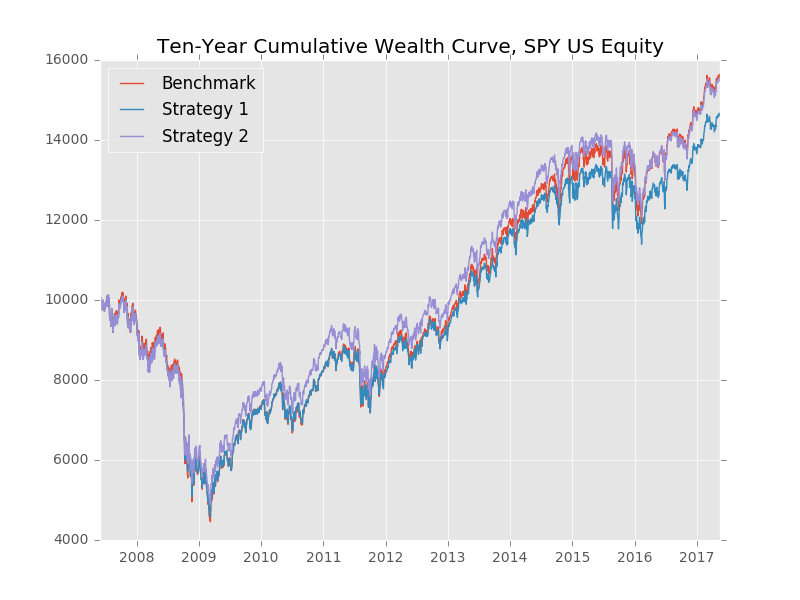 Ten-Year Cumulative Wealth Curve, SPY US Equity
16000
Benchmark
Strategy 1
Strategy 2
14000
12000
10000
8000
6000
4000
2008 2009 2010 2011 2012 2013 2014 2015 2016 2017